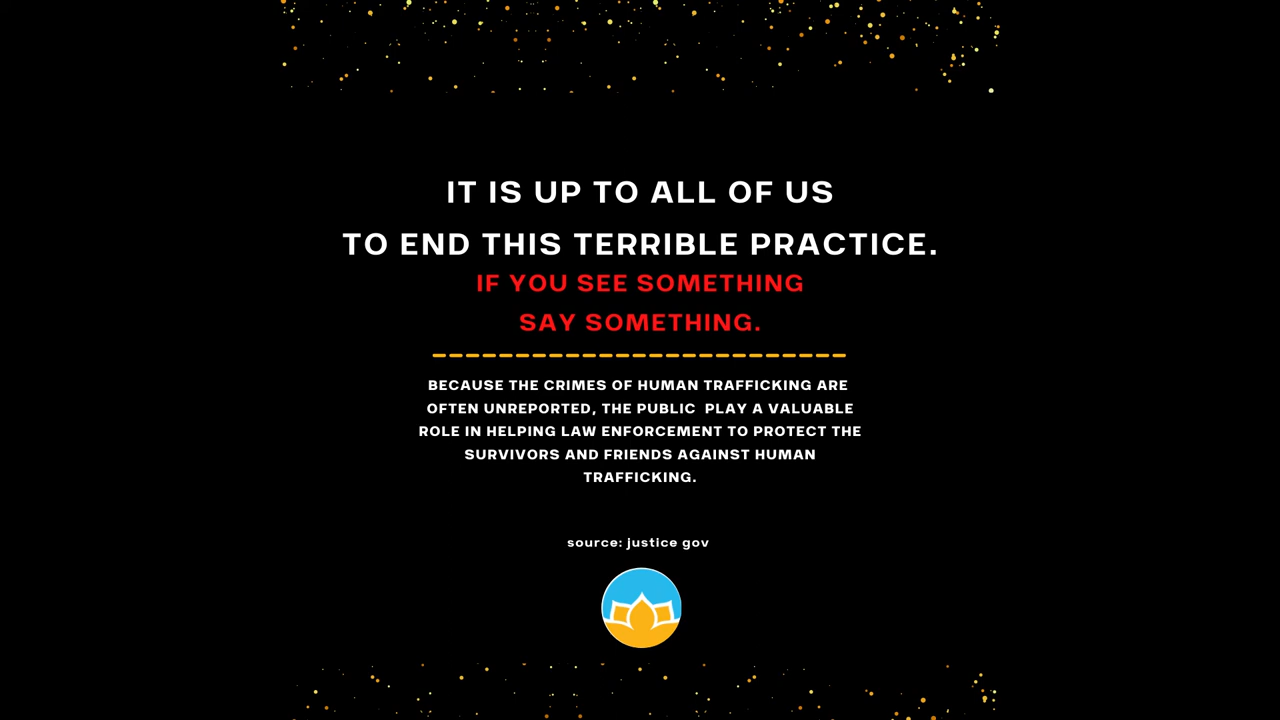 IT IS UP TO ALL OF US
TO END THIS TERRIBLE PRACTICE.
IF YOU SEE SOMETHING
SAY SOMETHING.
BECAUSE THE CRIMES OF HUMAN TRAFFICKING ARE
OFTEN UNREPORTED, THE PUBLIC  PLAY A VALUABLE
ROLE IN HELPING LAW ENFORCEMENT TO PROTECT THE
SURVIVORS AND FRIENDS AGAINST HUMAN
TRAFFICKING.
source: justice gov